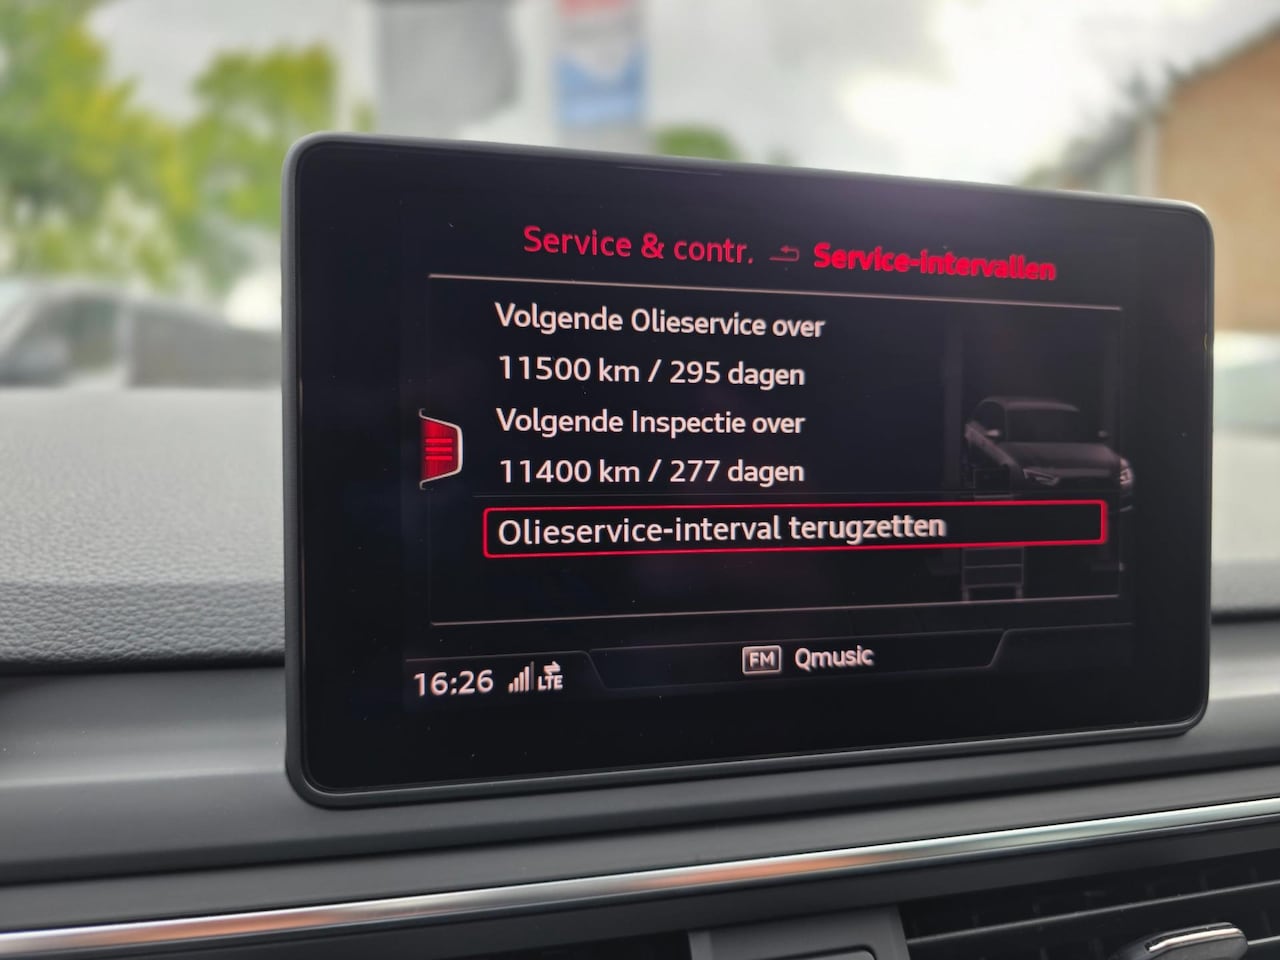 Service & contr. Service-intervallen
Volgende Olieservice over
11500 km / 295 dagen
Volgende Inspectie over
11400 km / 277 dagen
Olieservice-interval terugzetten
FM Qmusic
16:26 LTE